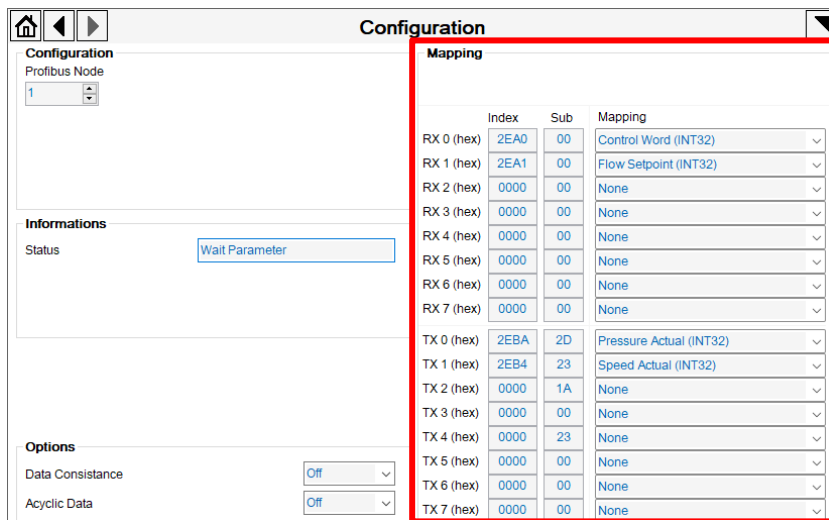 Configuration
Configuration
Profibus Node
1
Informations
Status Wait Parameter
Options
Data Consistance Off
Acyclic Data Off
Mapping
Index Sub Mapping
RX 0 (hex) 2EA0 00 Control Word (INT32)
RX 1 (hex) 2EA1 00 Flow Setpoint (INT32)
RX 2 (hex) 0000 00 None
RX 3 (hex) 0000 00 None
RX 4 (hex) 0000 00 None
RX 5 (hex) 0000 00 None
RX 6 (hex) 0000 00 None
RX 7 (hex) 0000 00 None
TX 0 (hex) 2EBA 2D Pressure Actual (INT32)
TX 1 (hex) 2EB4 23 Speed Actual (INT32)
TX 2 (hex) 0000 1A None
TX 3 (hex) 0000 00 None
TX 4 (hex) 0000 23 None
TX 5 (hex) 0000 00 None
TX 6 (hex) 0000 00 None
TX 7 (hex) 0000 00 None